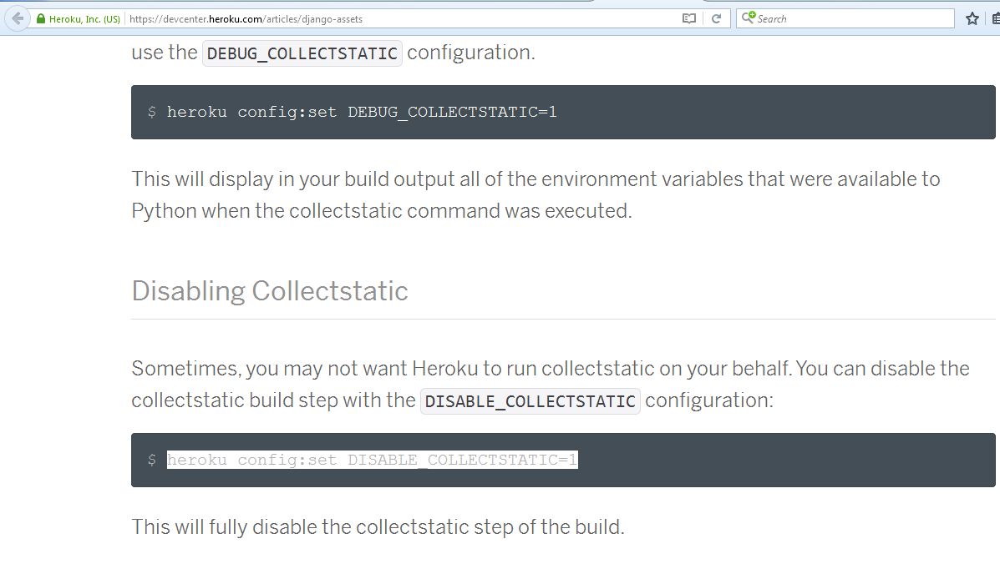 Heroku, Inc. (US) https://devcenter.heroku.com/articles/django-assets Search
use the DEBUG_COLLECTSTATIC configuration.
$ heroku config:set DEBUG_COLLECTSTATIC=1
This will display in your build output all of the environment variables that were available to
Python when the collectstatic command was executed.
Disabling Collectstatic
Sometimes, you may not want Heroku to run collectstatic on your behalf. You can disable the
collectstatic build step with the DISABLE_COLLECTSTATIC configuration:
$ heroku config:set DISABLE_COLLECTSTATIC=1
This will fully disable the collectstatic step of the build.